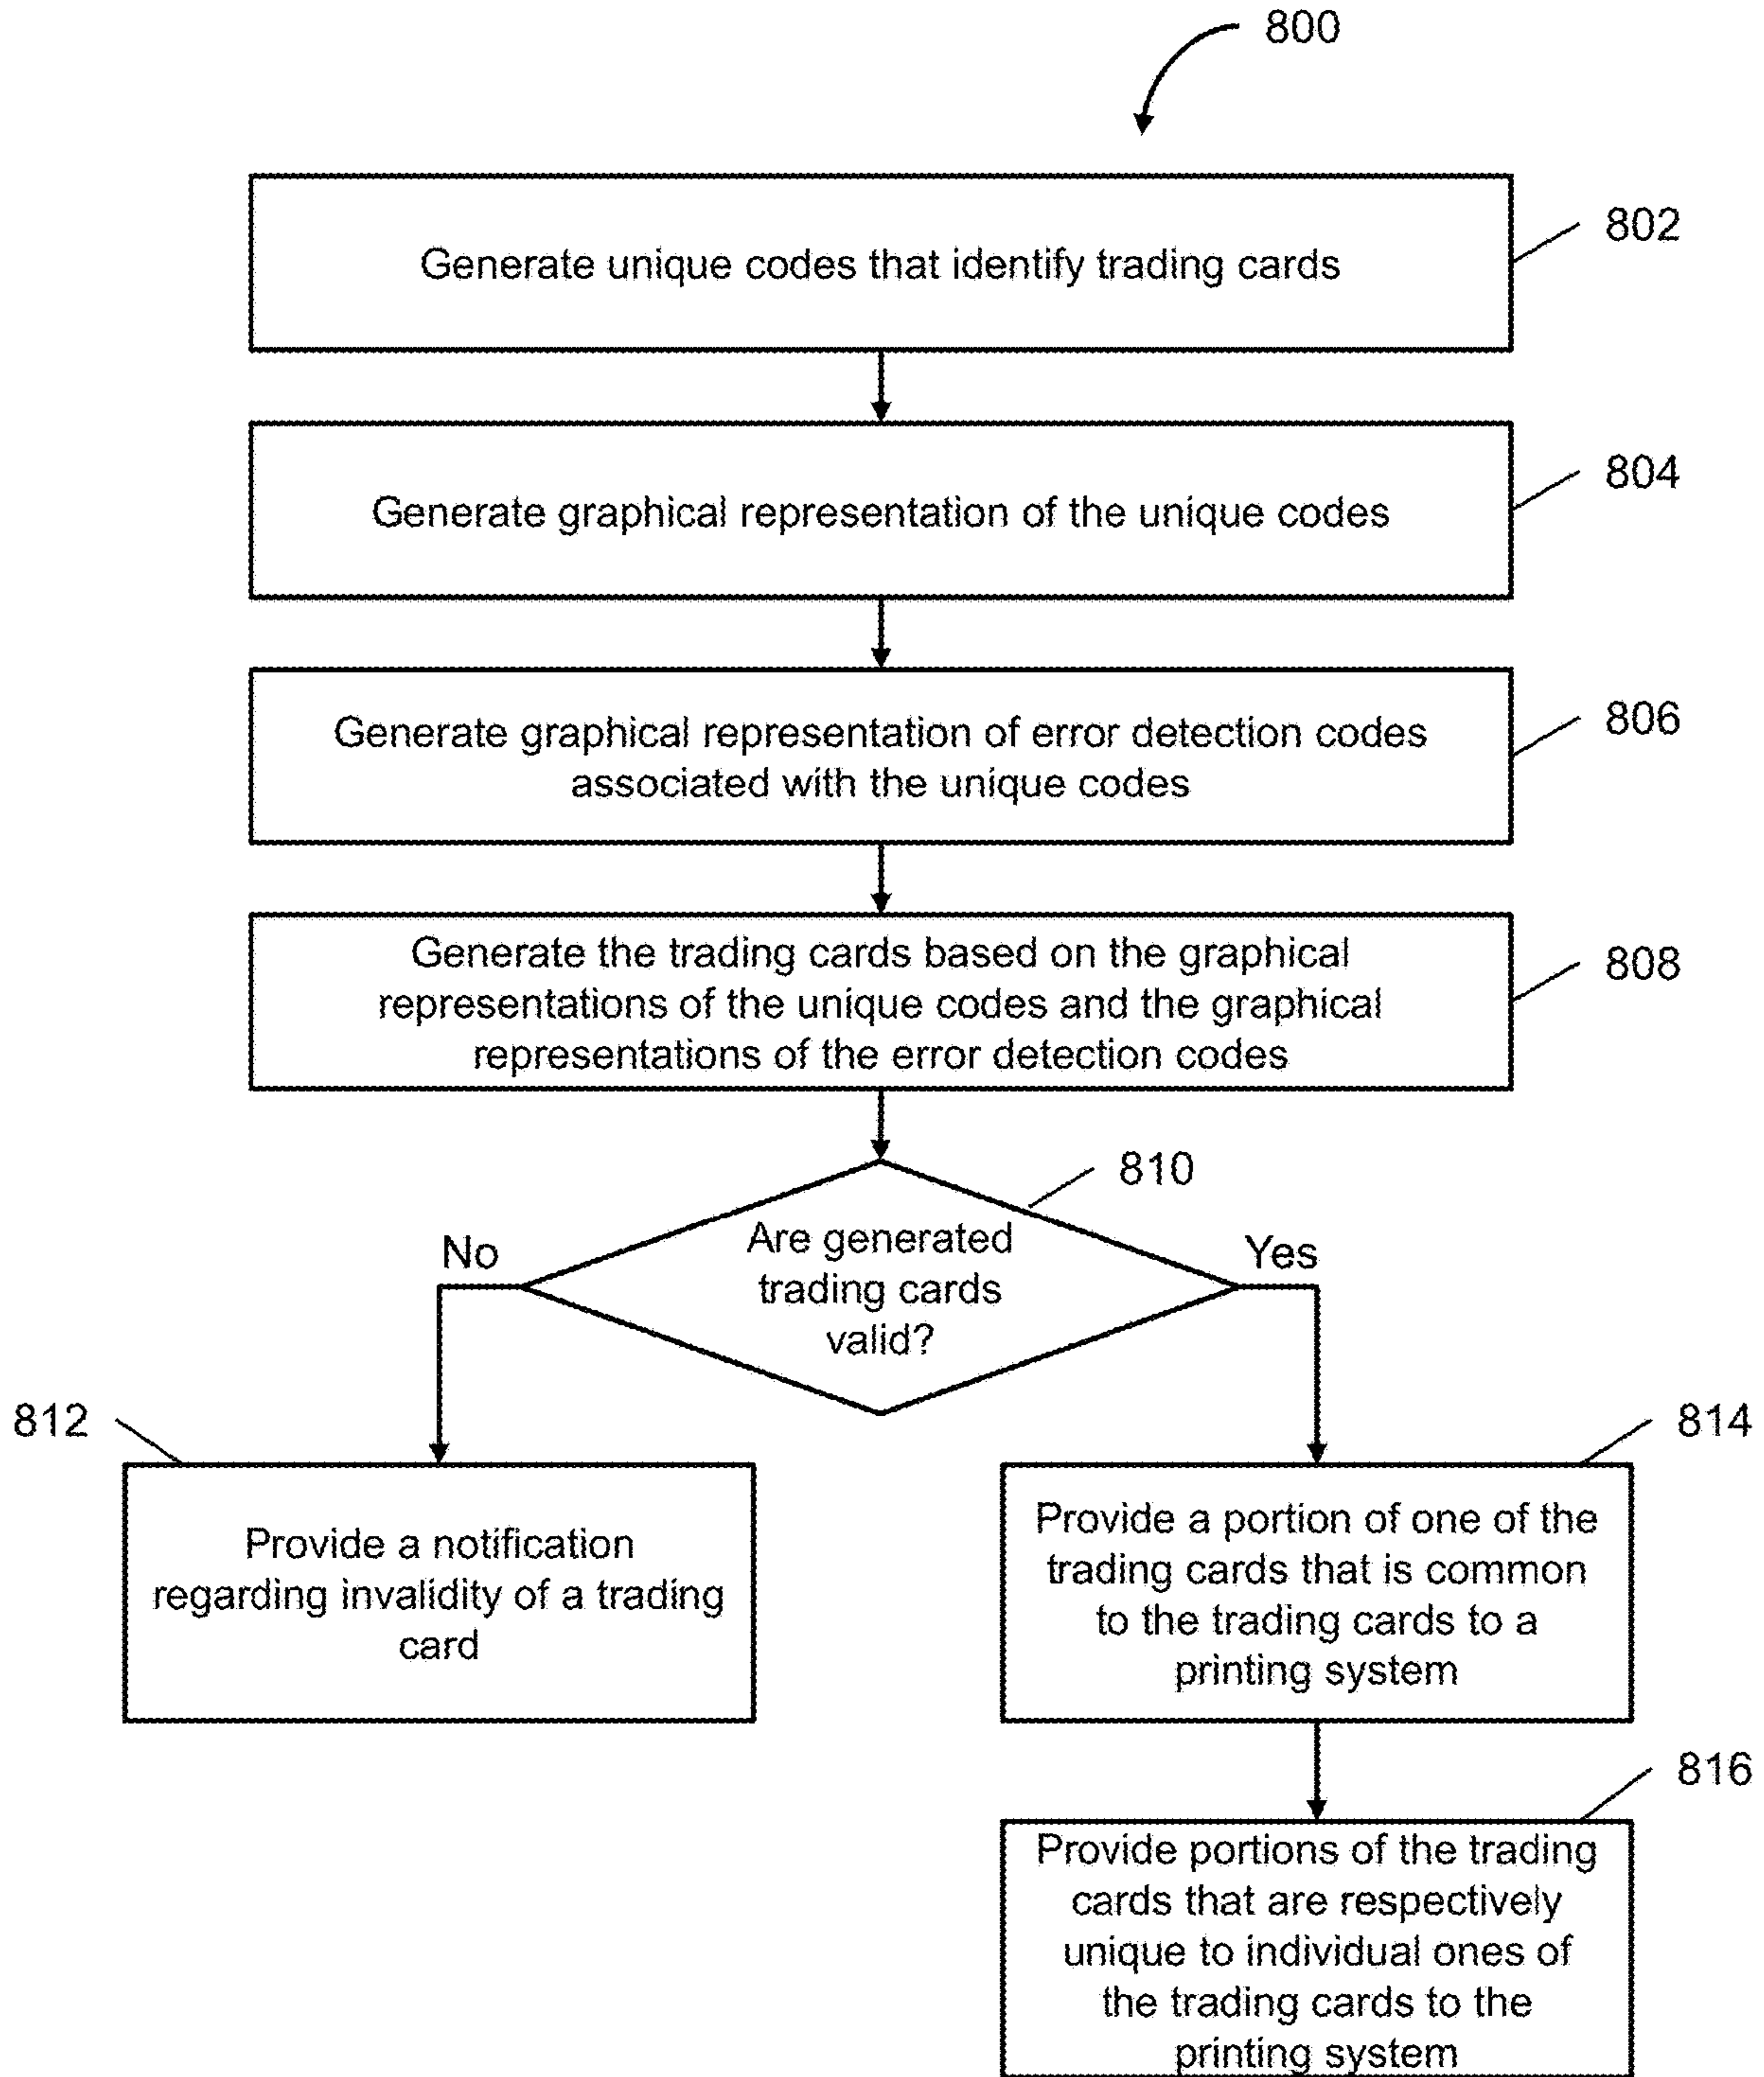 800
Generate unique codes that identify trading cards
802
Generate graphical representation of the unique codes
804
Generate graphical representation of error detection codes
associated with the unique codes
806
Generate the trading cards based on the graphical
representations of the unique codes and the graphical
representations of the error detection codes
808
810
Are generated
trading cards
valid?
No
Yes
812
Provide a notification
regarding invalidity of a trading
card
814
Provide a portion of one of the
trading cards that is common
to the trading cards to a
printing system
816
Provide portions of the trading
cards that are respectively
unique to individual ones of
the trading cards to the
printing system